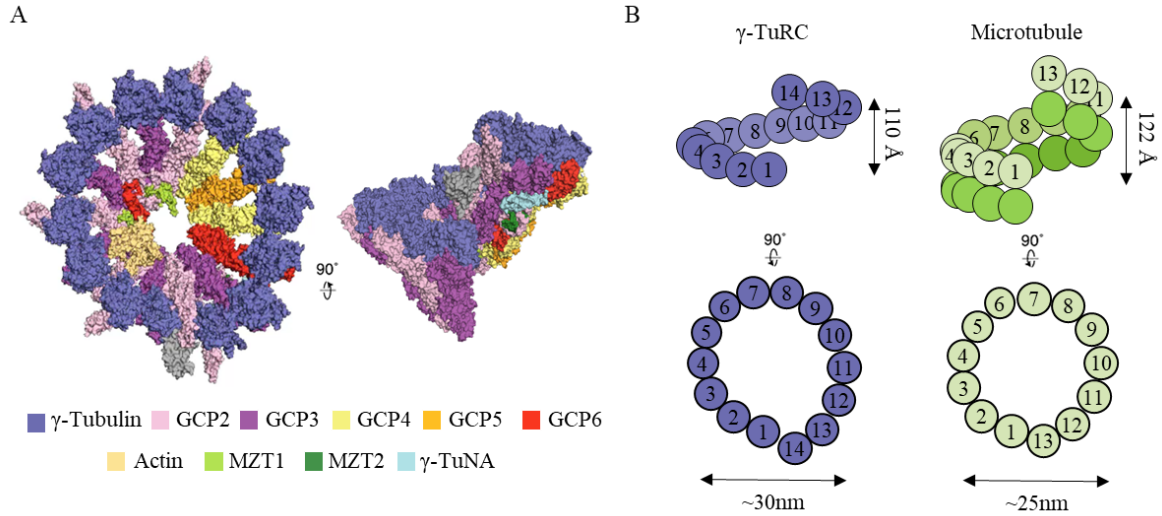 A
90°
γ-Tubulin GCP2 GCP3 GCP4 GCP5 GCP6
Actin MZT1 MZT2 γ-TuNA
B
γ-TuRC Microtubule
14 13 12
7 8 9 10 11
4 3 2 1
110 Å
13 12 11
6 7 8
4 3 2 1
122 Å
90° 90°
7 8
6 9
5 10
4 11
3 12
2 1 14 13
~30nm
6 7 8
5 9
4 10
3 11
2 1 13 12
~25nm